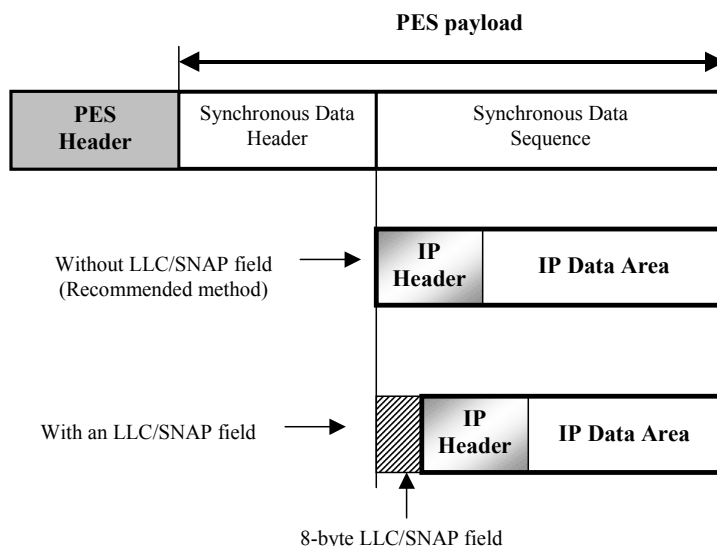 PES payload
PES
Header
Synchronous Data
Header
Synchronous Data
Sequence
Without LLC/SNAP field
(Recommended method)
IP
Header
IP Data Area
With an LLC/SNAP field
IP
Header
IP Data Area
8-byte LLC/SNAP field